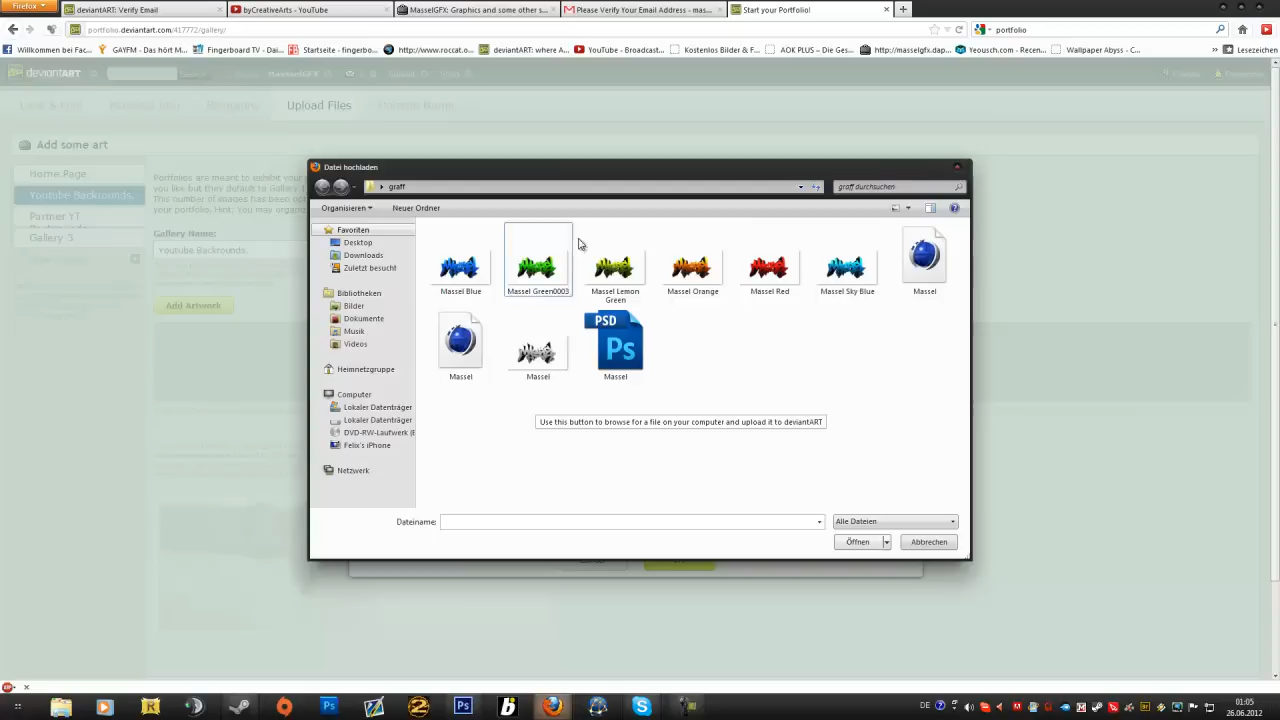 Firefox
deviantART: Verify Email
byCreativeArts - YouTube
MasselGFX: Graphics and some other s...
Please Verify Your Email Address - mas...
Start your Portfolio!
portfolio.deviantart.com/417772/gallery/
portfolio
Willkommen bei Fac...
GAYFM - Das hört M...
Fingerboard TV - Dai...
Startseite - fingerbo...
http://www.roccat.o...
deviantART: where A...
YouTube - Broadcast...
Kostenlos Bilder & F...
AOK PLUS – Die Ges...
http://masselgfx.dap...
Yeousch.com - Recen...
Wallpaper Abyss - C...
Lesezeichen
deviantART
Upload Files
Add some art
Home Page
Youtube Backrounds.
Partner YT
Gallery 3
Gallery Name:
Youtube Backrounds.
Add Artwork
Datei hochladen
graff
graff durchsuchen
Organisieren
Neuer Ordner
Favoriten
Desktop
Downloads
Zuletzt besucht
Bibliotheken
Bilder
Dokumente
Musik
Videos
Heimnetzgruppe
Computer
Lokaler Datenträger
Lokaler Datenträger
DVD-RW-Laufwerk (E
Felix's iPhone
Netzwerk
Massel Blue
Massel Green0003
Massel Lemon Green
Massel Orange
Massel Red
Massel Sky Blue
Massel
Massel
Massel
PSD
Ps
Massel
Use this button to browse for a file on your computer and upload it to deviantART
Dateiname:
Alle Dateien
Öffnen
Abbrechen
DE
01:05
26.06.2012